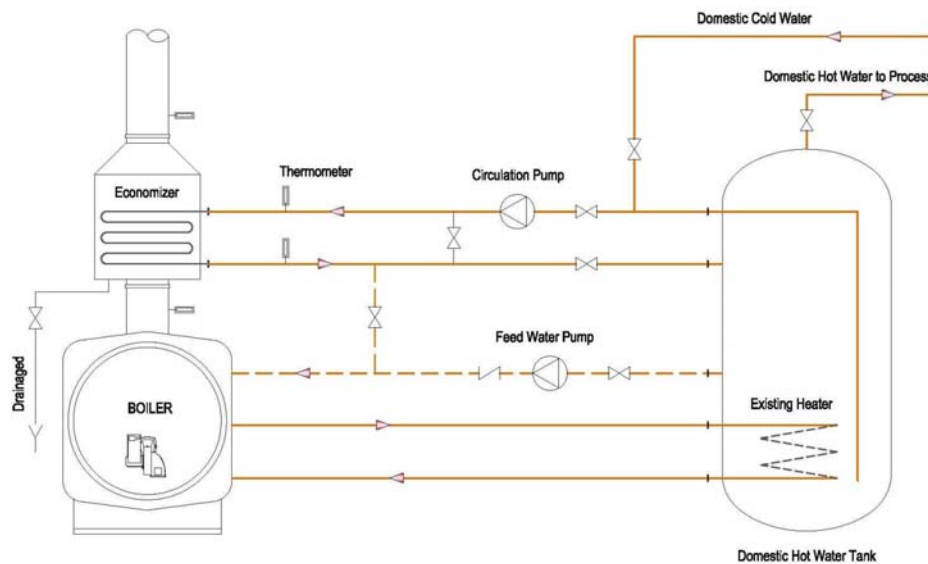 Domestic Cold Water
Domestic Hot Water to Process
Thermometer
Circulation Pump
Economizer
Feed Water Pump
Drainaged
BOILER
Existing Heater
Domestic Hot Water Tank